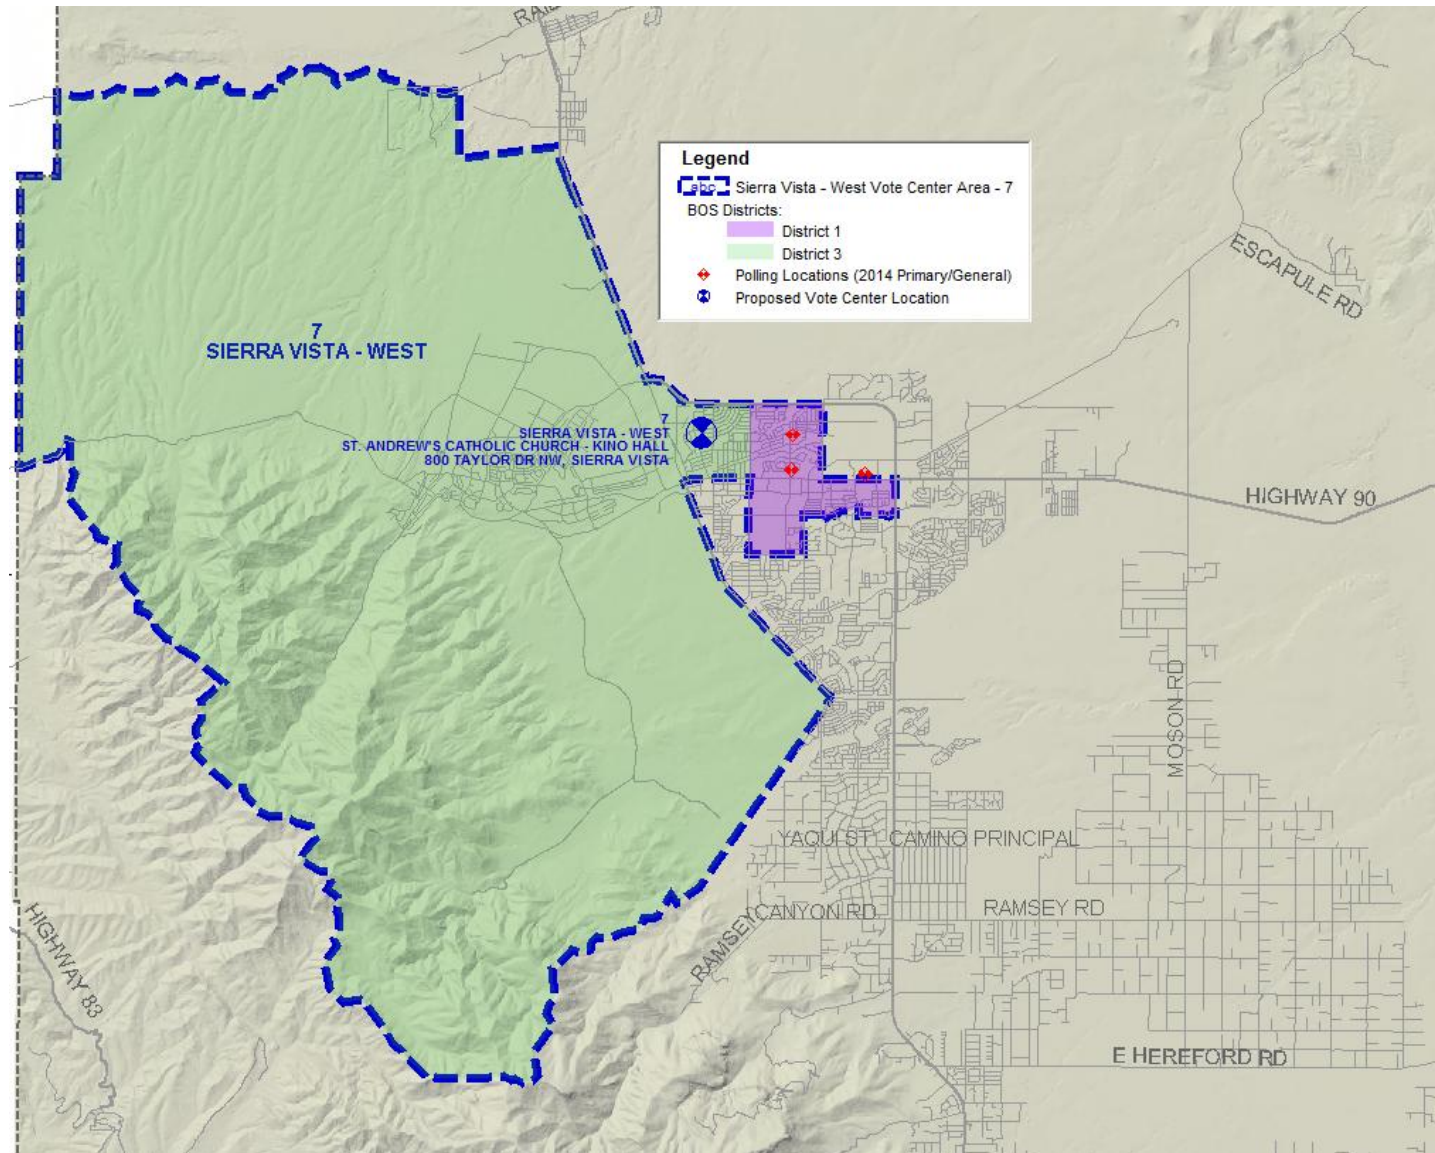 RAIL
Legend
abc Sierra Vista - West Vote Center Area - 7
BOS Districts:
District 1
District 3
Polling Locations (2014 Primary/General)
Proposed Vote Center Location
ESCAPULE RD
7
SIERRA VISTA - WEST
7
SIERRA VISTA - WEST
ST. ANDREW'S CATHOLIC CHURCH - KINO HALL
800 TAYLOR DR NW, SIERRA VISTA
HIGHWAY 90
MOSON RD
YAQUI ST CAMINO PRINCIPAL
RAMSEY CANYON RD
RAMSEY RD
HIGHWAY 83
E HEREFORD RD